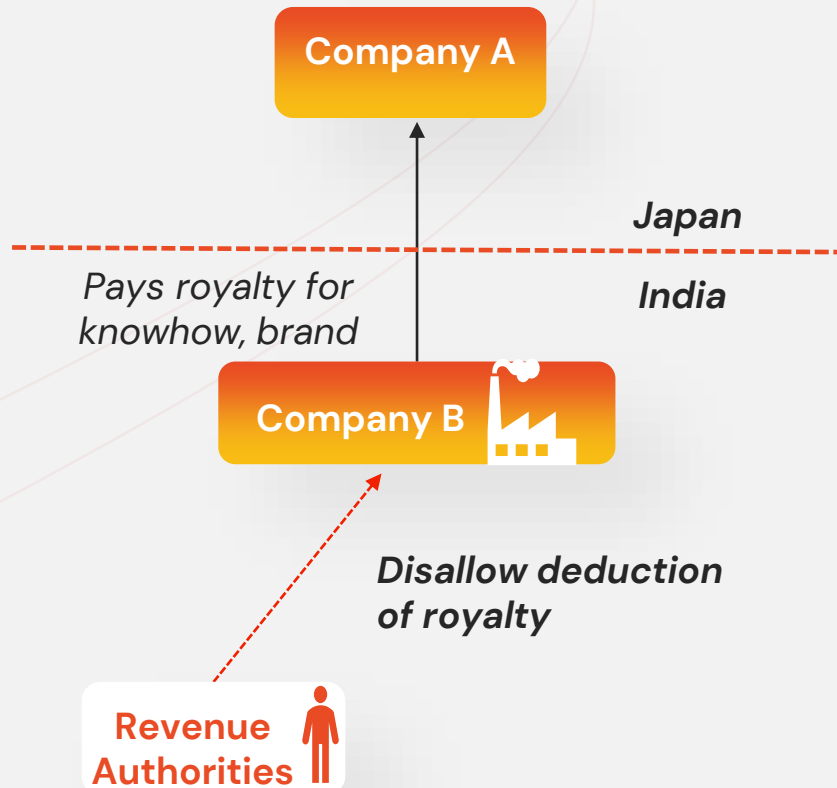 Company A
Japan
India
Pays royalty for
knowhow, brand
Company B
Disallow deduction
of royalty
Revenue
Authorities